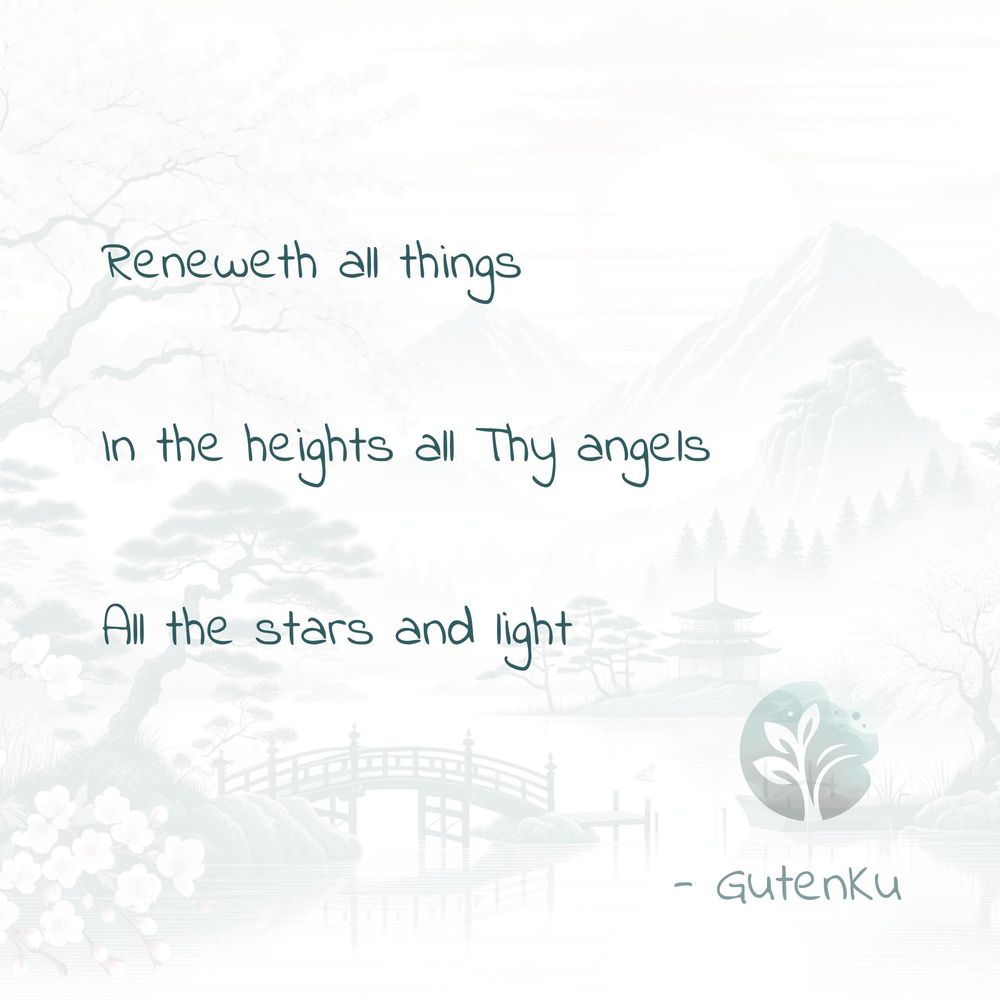 Reneweth all things
In the heights all Thy angels
All the stars and light
- GutenKu